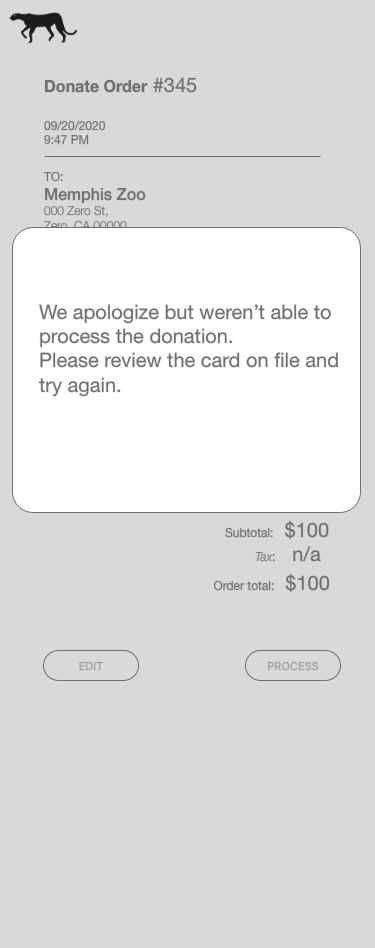 Donate Order #345
09/20/2020
9:47 PM
TO:
Memphis Zoo
000 Zero St,
Zero, CA 00000
We apologize but weren’t able to
process the donation.
Please review the card on file and
try again.
Subtotal: $100
Tax: n/a
Order total: $100
EDIT PROCESS